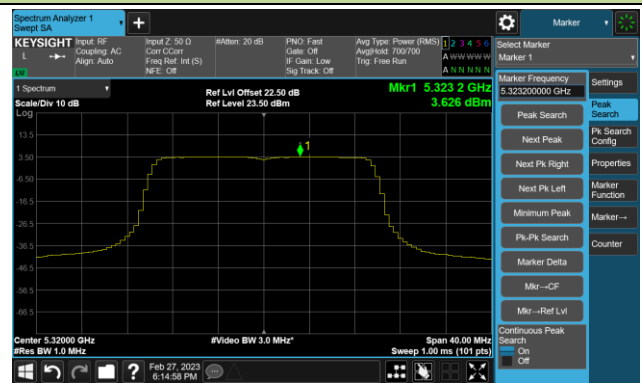 Spectrum Analyzer 1
Swept SA
+
Marker
KEYSIGHT
L
LU
Input: RF
Coupling: AC
Align: Auto
Input Z: 50 Ω
Corr CCorr
Freq Ref: Int (S)
NFE: Off
#Atten: 20 dB
PNO: Fast
Gate: Off
IF Gain: Low
Sig Track: Off
Avg Type: Power (RMS)
Avg|Hold: 700/700
Trig: Free Run
1 2 3 4 5 6
A W W W W W
A N N N N N
Select Marker
Marker 1
1 Spectrum
Scale/Div 10 dB
Log
Ref Lvl Offset 22.50 dB
Ref Level 23.50 dBm
Mkr1 5.323 2 GHz
3.626 dBm
1
13.5
3.50
-6.50
-16.5
-26.5
-36.5
-46.5
-56.5
-66.5
Center 5.32000 GHz
#Res BW 1.0 MHz
#Video BW 3.0 MHz*
Span 40.00 MHz
Sweep 1.00 ms (101 pts)
Marker Frequency
5.323200000 GHz
Peak Search
Next Peak
Next Pk Right
Next Pk Left
Minimum Peak
Pk-Pk Search
Marker Delta
Mkr→CF
Mkr→Ref Lvl
Continuous Peak
Search
On
Off
Settings
Peak
Search
Pk Search
Config
Properties
Marker
Function
Marker→
Counter
?
Feb 27, 2023
6:14:58 PM